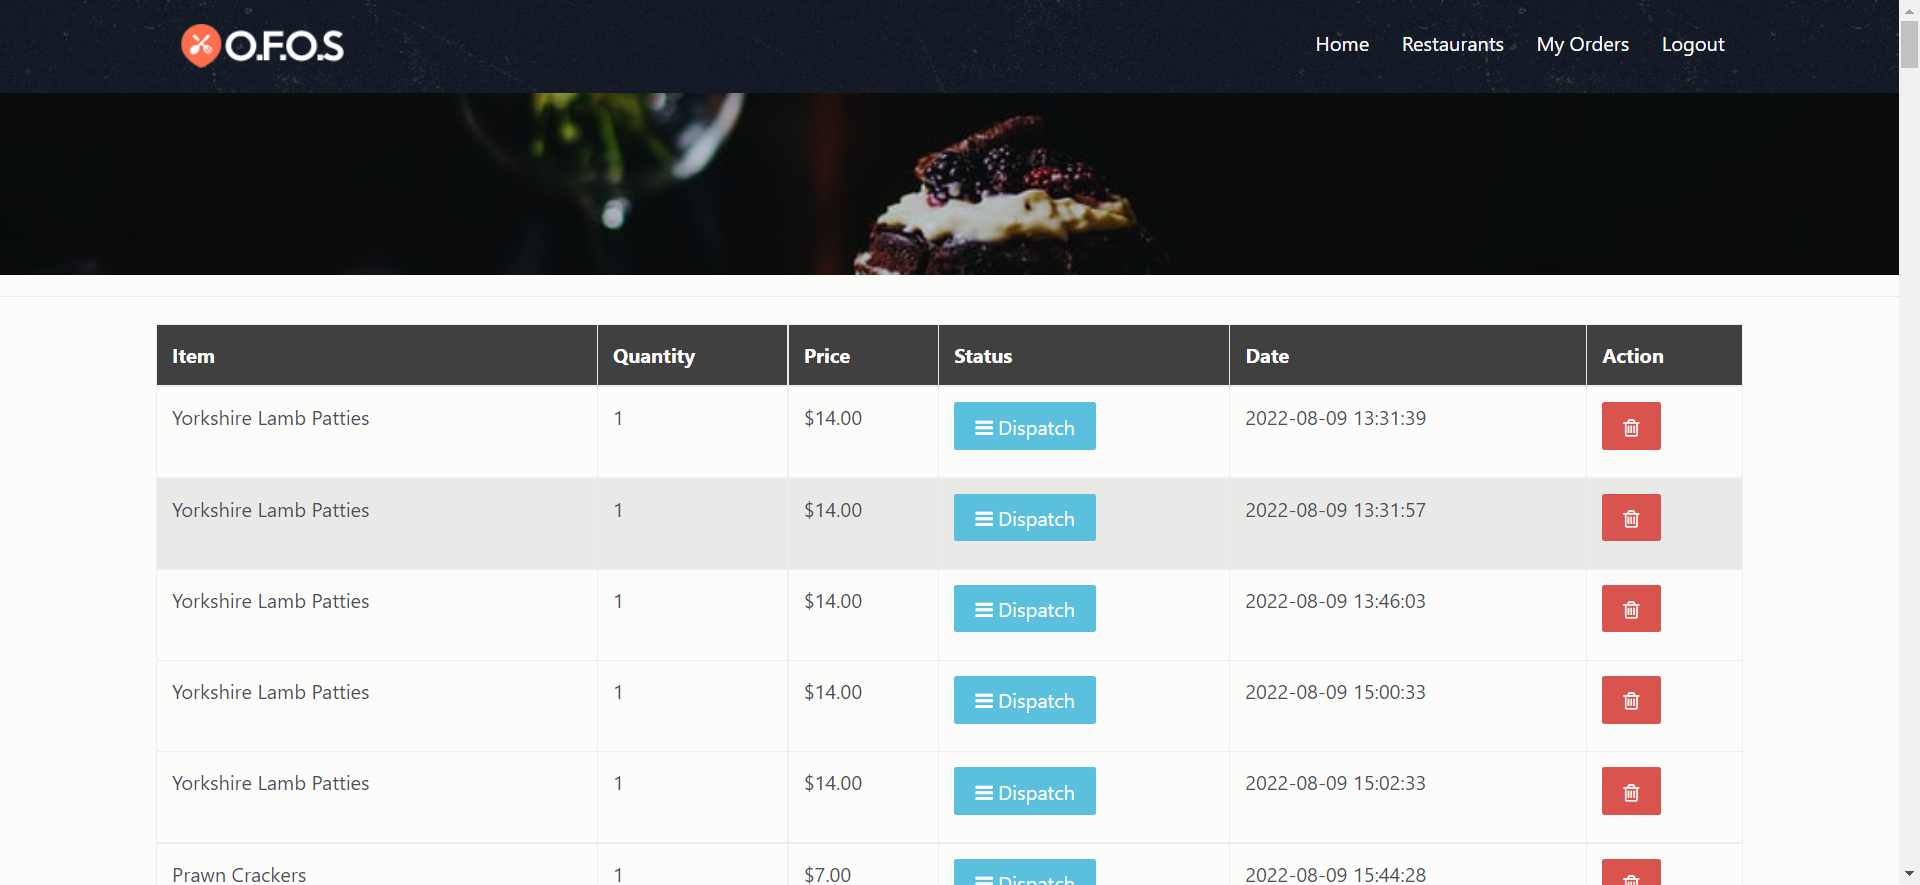 O.F.O.S
Home Restaurants My Orders Logout
Item Quantity Price Status Date Action
Yorkshire Lamb Patties 1 $14.00 Dispatch 2022-08-09 13:31:39
Yorkshire Lamb Patties 1 $14.00 Dispatch 2022-08-09 13:31:57
Yorkshire Lamb Patties 1 $14.00 Dispatch 2022-08-09 13:46:03
Yorkshire Lamb Patties 1 $14.00 Dispatch 2022-08-09 15:00:33
Yorkshire Lamb Patties 1 $14.00 Dispatch 2022-08-09 15:02:33
Prawn Crackers 1 $7.00 Dispatch 2022-08-09 15:44:28